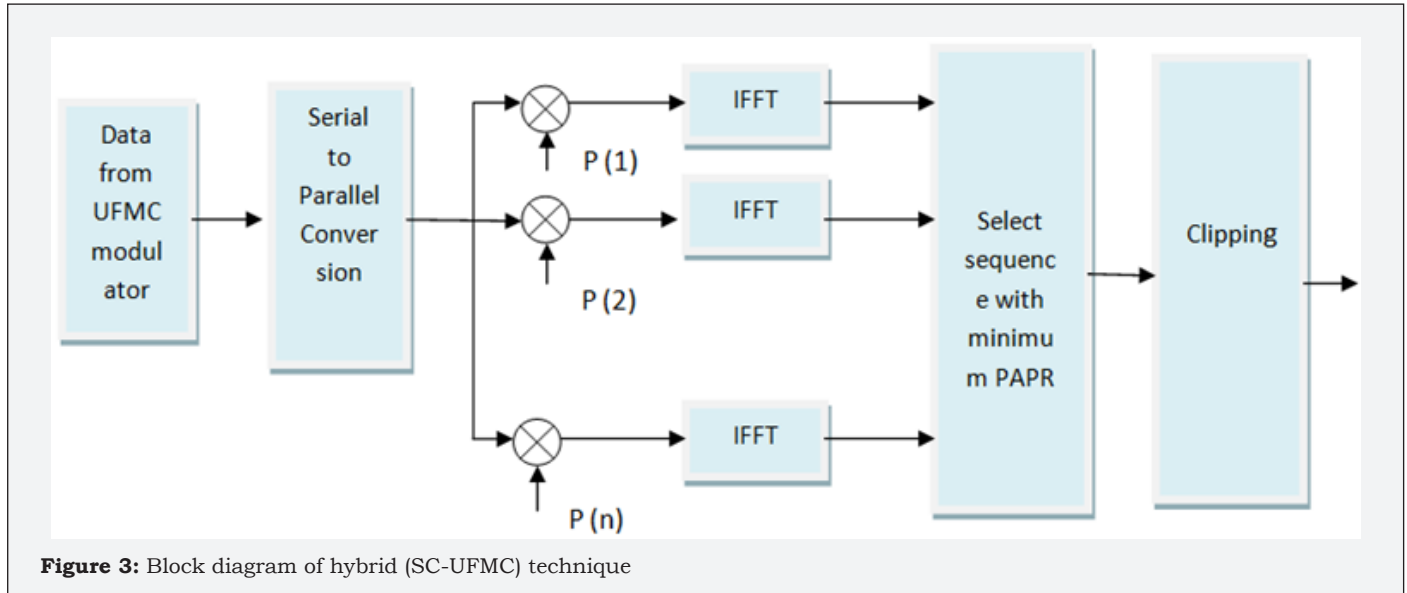 Data
from
UFMC
modul
ator
Serial
to
Parallel
Conver
sion
P (1)
IFFT
P (2)
IFFT
P (n)
IFFT
Select
sequenc
e with
minimu
m PAPR
Clipping
Figure 3: Block diagram of hybrid (SC-UFMC) technique